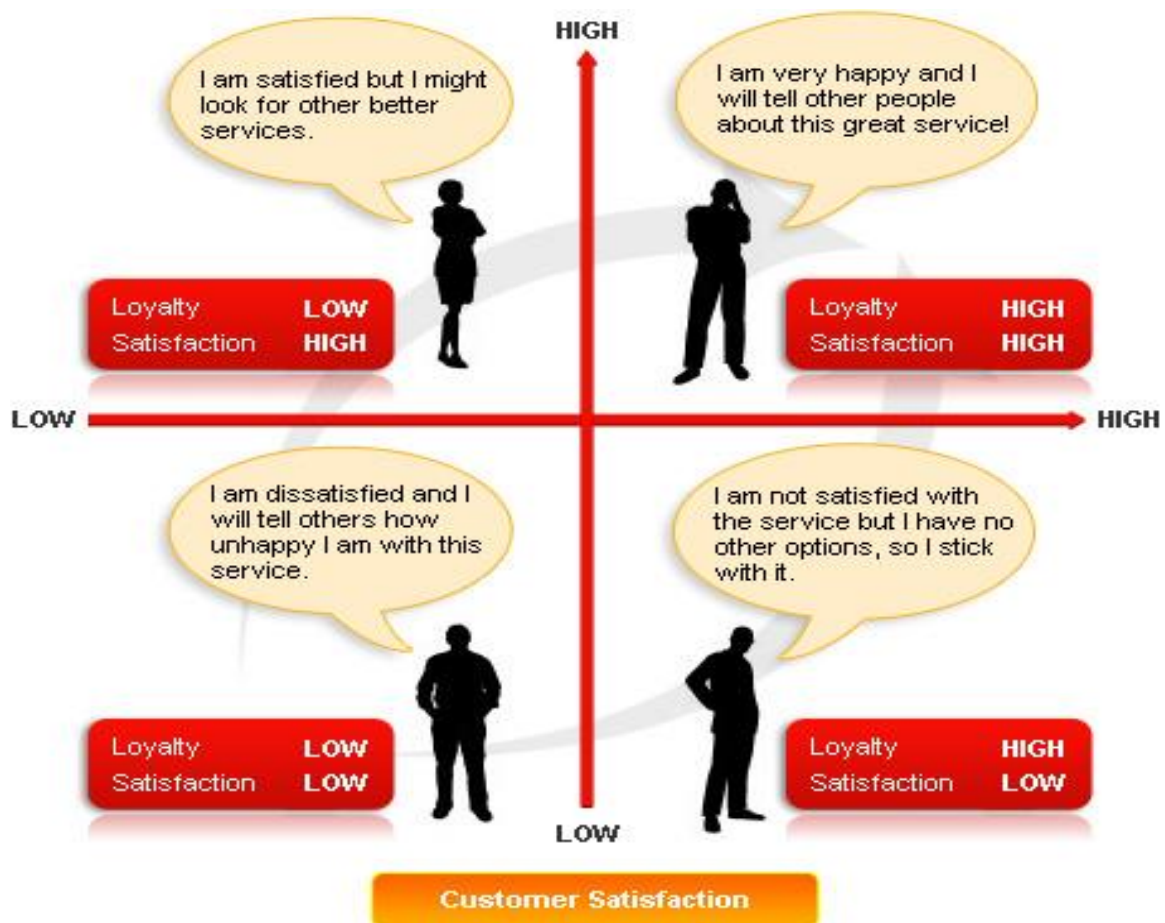 HIGH
I am satisfied but I might
look for other better
services.
I am very happy and I
will tell other people
about this great service!
Loyalty LOW
Satisfaction HIGH
Loyalty HIGH
Satisfaction HIGH
LOW
HIGH
I am dissatisfied and I
will tell others how
unhappy I am with this
service.
I am not satisfied with
the service but I have no
other options, so I stick
with it.
Loyalty LOW
Satisfaction LOW
Loyalty HIGH
Satisfaction LOW
LOW
Customer Satisfaction